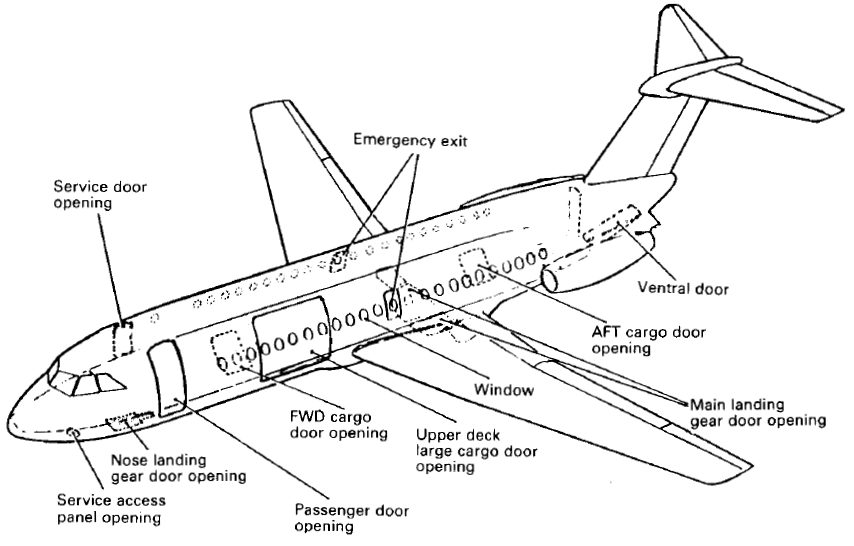 Emergency exit
Service door
opening
Ventral door
AFT cargo door
opening
Window
Main landing
gear door opening
FWD cargo
door opening
Upper deck
large cargo door
opening
Nose landing
gear door opening
Service access
panel opening
Passenger door
opening